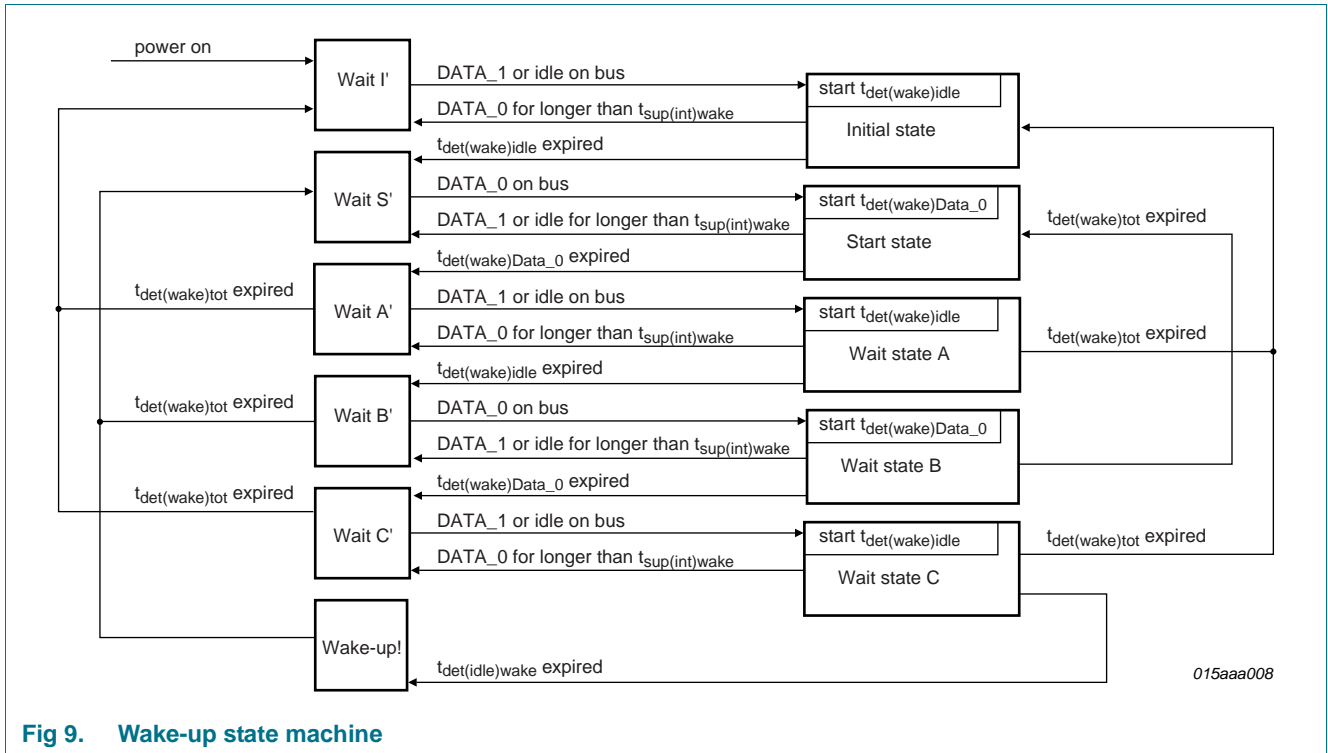 power on
Wait I'
DATA_1 or idle on bus
start tdet(wake)idle
DATA_0 for longer than tsup(int)wake
Initial state
tdet(wake)idle expired
Wait S'
DATA_0 on bus
start tdet(wake)Data_0
DATA_1 or idle for longer than tsup(int)wake
Start state
tdet(wake)tot expired
tdet(wake)Data_0 expired
tdet(wake)tot expired
Wait A'
DATA_1 or idle on bus
start tdet(wake)idle
DATA_0 for longer than tsup(int)wake
Wait state A
tdet(wake)tot expired
tdet(wake)idle expired
tdet(wake)tot expired
Wait B'
DATA_0 on bus
start tdet(wake)Data_0
DATA_1 or idle for longer than tsup(int)wake
Wait state B
tdet(wake)Data_0 expired
tdet(wake)tot expired
Wait C'
DATA_1 or idle on bus
start tdet(wake)idle
tdet(wake)tot expired
DATA_0 for longer than tsup(int)wake
Wait state C
Wake-up!
tdet(idle)wake expired
015aaa008
Fig 9. Wake-up state machine